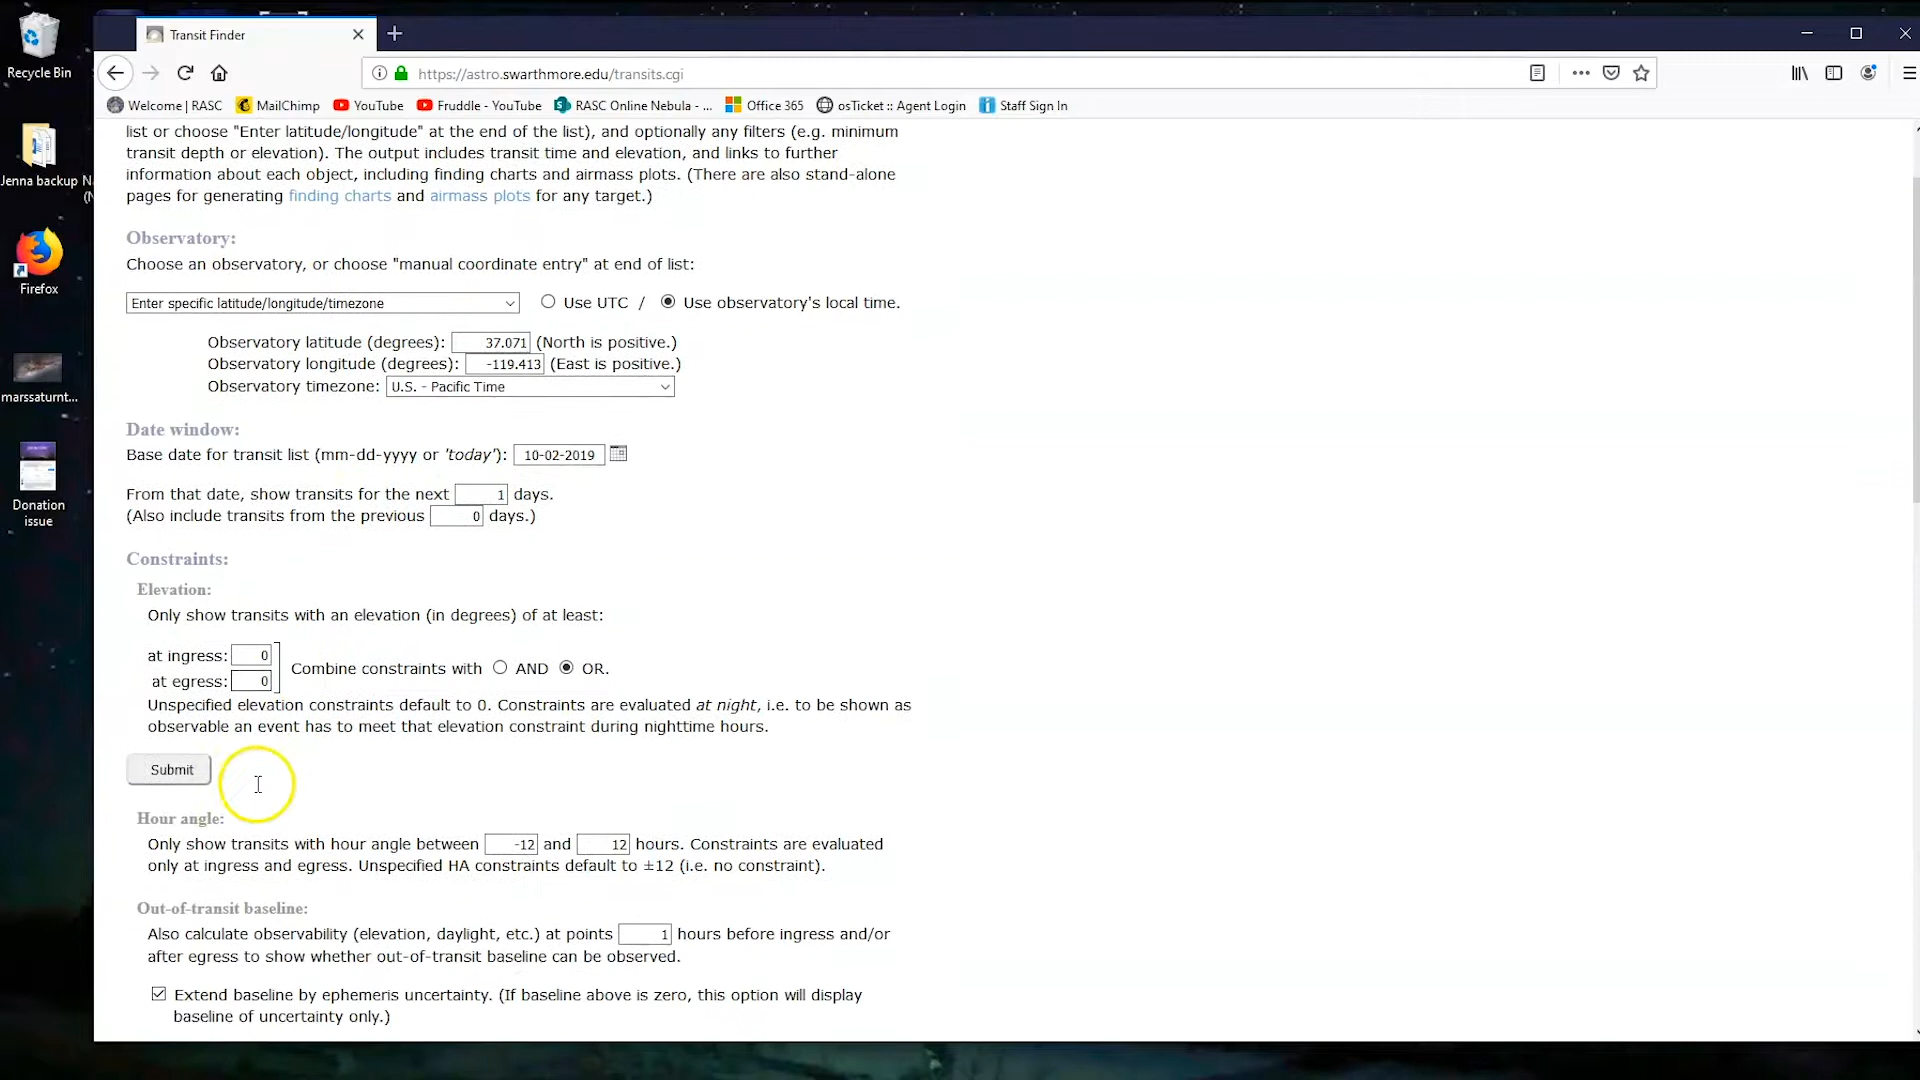 Recycle Bin
Jenna backup
N
(N
Firefox
marssaturnt...
Donation
issue
Transit Finder
https://astro.swarthmore.edu/transits.cgi
Welcome | RASC
MailChimp
YouTube
Fruddle - YouTube
RASC Online Nebula - ...
Office 365
osTicket :: Agent Login
Staff Sign In
list or choose "Enter latitude/longitude" at the end of the list), and optionally any filters (e.g. minimum
transit depth or elevation). The output includes transit time and elevation, and links to further
information about each object, including finding charts and airmass plots. (There are also stand-alone
pages for generating finding charts and airmass plots for any target.)
Observatory:
Choose an observatory, or choose "manual coordinate entry" at end of list:
Enter specific latitude/longitude/timezone Use UTC / Use observatory's local time.
Observatory latitude (degrees): 37.071 (North is positive.)
Observatory longitude (degrees): -119.413 (East is positive.)
Observatory timezone: U.S. - Pacific Time
Date window:
Base date for transit list (mm-dd-yyyy or 'today'): 10-02-2019
From that date, show transits for the next 1 days.
(Also include transits from the previous 0 days.)
Constraints:
Elevation:
Only show transits with an elevation (in degrees) of at least:
at ingress: 0
at egress: 0
Combine constraints with AND OR.
Unspecified elevation constraints default to 0. Constraints are evaluated at night, i.e. to be shown as
observable an event has to meet that elevation constraint during nighttime hours.
Submit
Hour angle:
Only show transits with hour angle between -12 and 12 hours. Constraints are evaluated
only at ingress and egress. Unspecified HA constraints default to ±12 (i.e. no constraint).
Out-of-transit baseline:
Also calculate observability (elevation, daylight, etc.) at points 1 hours before ingress and/or
after egress to show whether out-of-transit baseline can be observed.
Extend baseline by ephemeris uncertainty. (If baseline above is zero, this option will display
baseline of uncertainty only.)